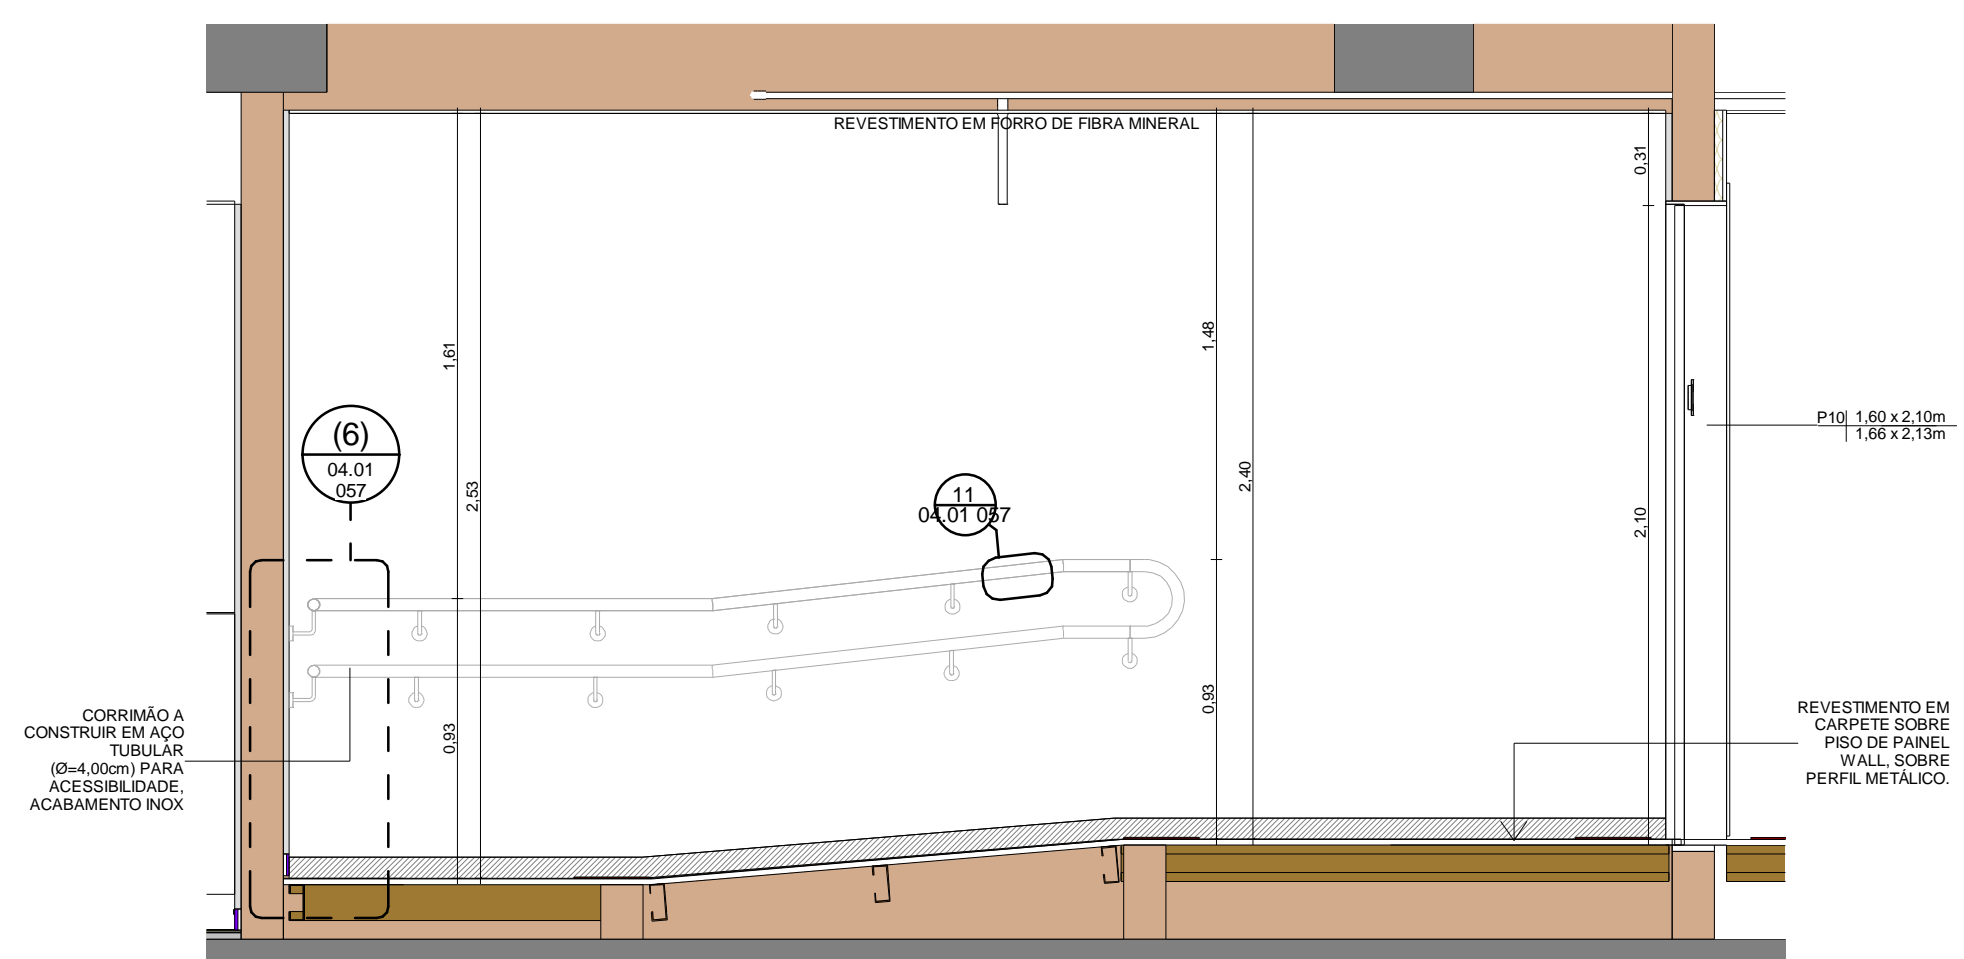 REVESTIMENTO EM FORRO DE FIBRA MINERAL
0,31
1,61
1,48
2,53
2,40
2,10
0,93
0,93
(6)
04.01
057
11
04.01 057
P10 1,60 x 2,10m
1,66 x 2,13m
CORRIMÃO A
CONSTRUIR EM AÇO
TUBULAR
(Ø=4,00cm) PARA
ACESSIBILIDADE,
ACABAMENTO INOX
REVESTIMENTO EM
CARPETE SOBRE
PISO DE PAINEL
WALL, SOBRE
PERFIL METÁLICO.